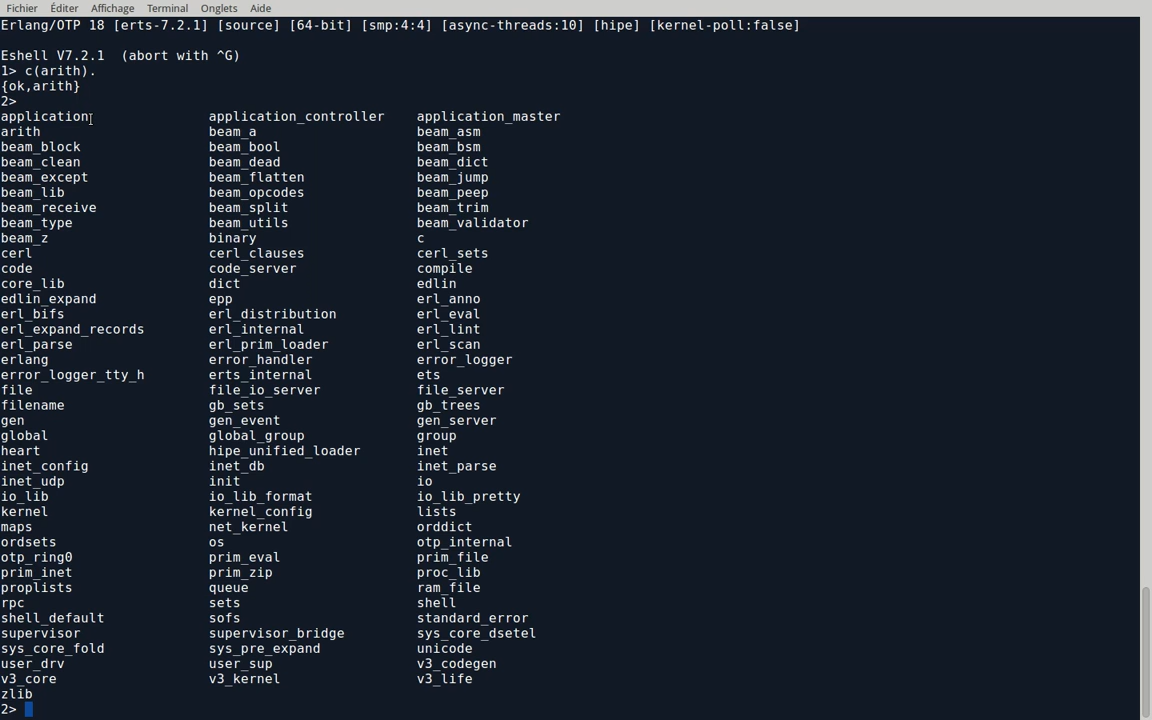 Fichier Éditer Affichage Terminal Onglets Aide
Erlang/OTP 18 [erts-7.2.1] [source] [64-bit] [smp:4:4] [async-threads:10] [hipe] [kernel-poll:false]
Eshell V7.2.1  (abort with ^G)
1> c(arith).
{ok,arith}
2>
application application_controller application_master
arith beam_a beam_asm
beam_block beam_bool beam_bsm
beam_clean beam_dead beam_dict
beam_except beam_flatten beam_jump
beam_lib beam_opcodes beam_peep
beam_receive beam_split beam_trim
beam_type beam_utils beam_validator
beam_z binary c
cerl cerl_clauses cerl_sets
code code_server compile
core_lib dict edlin
edlin_expand epp erl_anno
erl_bifs erl_distribution erl_eval
erl_expand_records erl_internal erl_lint
erl_parse erl_prim_loader erl_scan
erlang error_handler error_logger
error_logger_tty_h erts_internal ets
file file_io_server file_server
filename gb_sets gb_trees
gen gen_event gen_server
global global_group group
heart hipe_unified_loader inet
inet_config inet_db inet_parse
inet_udp init io
io_lib io_lib_format io_lib_pretty
kernel kernel_config lists
maps net_kernel orddict
ordsets os otp_internal
otp_ring0 prim_eval prim_file
prim_inet prim_zip proc_lib
proplists queue ram_file
rpc sets shell
shell_default sofs standard_error
supervisor supervisor_bridge sys_core_dsetel
sys_core_fold sys_pre_expand unicode
user_drv user_sup v3_codegen
v3_core v3_kernel v3_life
zlib
2>